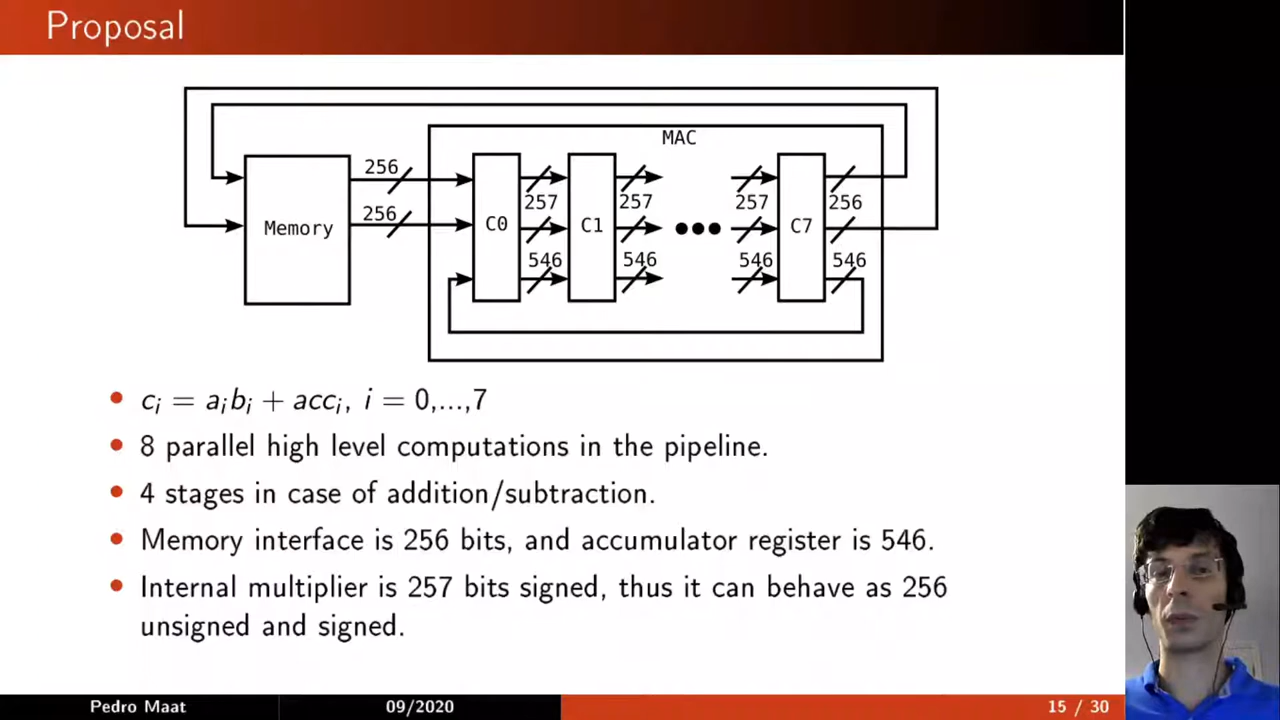 Proposal
MAC
256
256
Memory
C0
257
546
C1
257
546
257
546
C7
256
546
c_i = a_i b_i + acc_i, i = 0,...,7
8 parallel high level computations in the pipeline.
4 stages in case of addition/subtraction.
Memory interface is 256 bits, and accumulator register is 546.
Internal multiplier is 257 bits signed, thus it can behave as 256
unsigned and signed.
Pedro Maat 09/2020 15 / 30